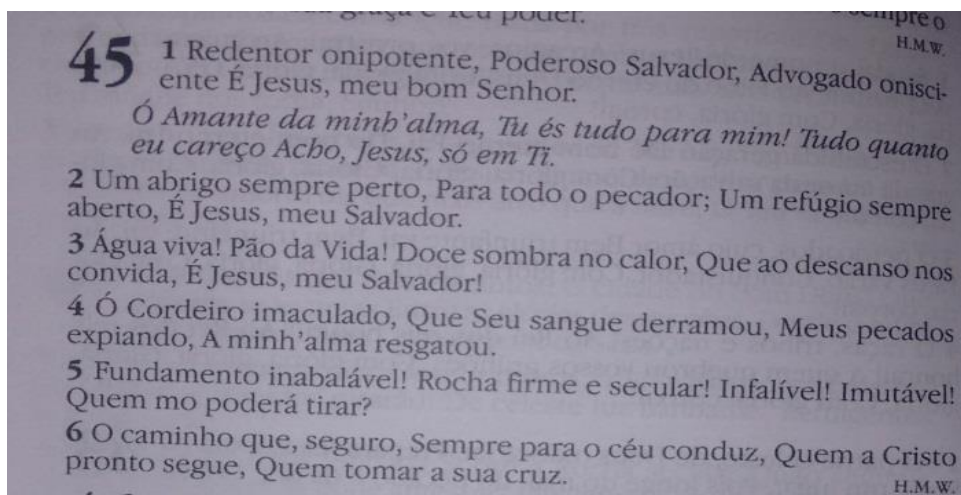 poder.
H.M.W.
45 1 Redentor onipotente, Poderoso Salvador, Advogado onisci-
ente É Jesus, meu bom Senhor.
Ó Amante da minh'alma, Tu és tudo para mim! Tudo quanto
eu careço Acho, Jesus, só em Ti.
2 Um abrigo sempre perto, Para todo o pecador; Um refúgio sempre
aberto, É Jesus, meu Salvador.
3 Água viva! Pão da Vida! Doce sombra no calor, Que ao descanso nos
convida, É Jesus, meu Salvador!
4 Ó Cordeiro imaculado, Que Seu sangue derramou, Meus pecados
expiando, A minh'alma resgatou.
5 Fundamento inabalável! Rocha firme e secular! Infalível! Imutável!
Quem mo poderá tirar?
6 O caminho que, seguro, Sempre para o céu conduz, Quem a Cristo
pronto segue, Quem tomar a sua cruz.
H.M.W.